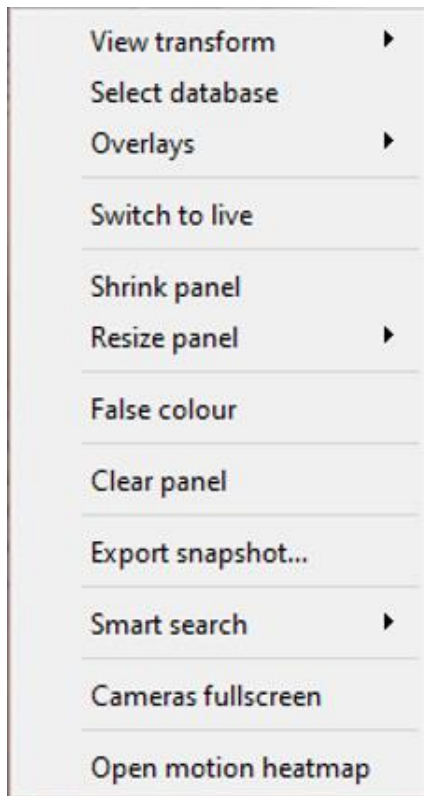 View transform
Select database
Overlays
Switch to live
Shrink panel
Resize panel
False colour
Clear panel
Export snapshot...
Smart search
Cameras fullscreen
Open motion heatmap